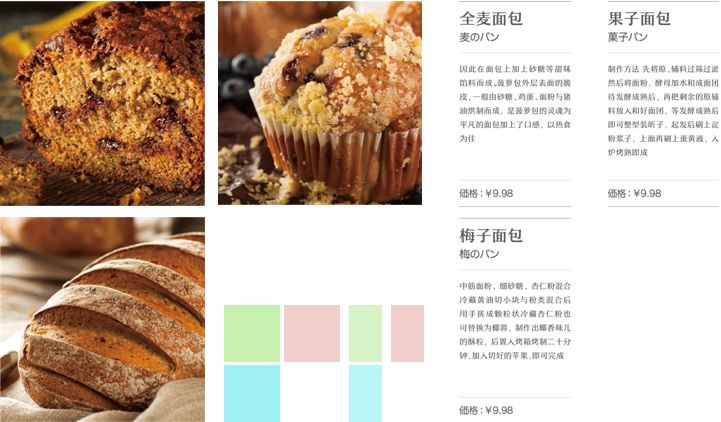 全麦面包
麦のパン
因此在面包上加上砂糖等甜味
馅料而成。菠萝包外层表面的脆
皮，一般由砂糖、鸡蛋、面粉与猪
油烘制而成，是菠萝包的灵魂为
平凡的面包加上了口感，以热食
为佳
価格：¥9.98
果子面包
菓子パン
制作方法 先将原、辅料过筛过滤
然后将面粉，酵母加水和成面团
待发酵成熟后，再把剩余的原辅
料放入和好面团，等发酵成熟后
即可整型装听子，起发后刷上混
粉浆子，上面再刷上蛋黄液，入
炉烤熟即成
価格：¥9.98
梅子面包
梅のパン
中筋面粉、细砂糖、杏仁粉混合
冷藏黄油切小块与粉类混合后
用手搓成颗粒状冷藏杏仁粉也
可替换为椰蓉，制作出椰香味儿
的酥粒，后置入烤箱烤制二十分
钟，加入切好的苹果，即可完成
価格：¥9.98